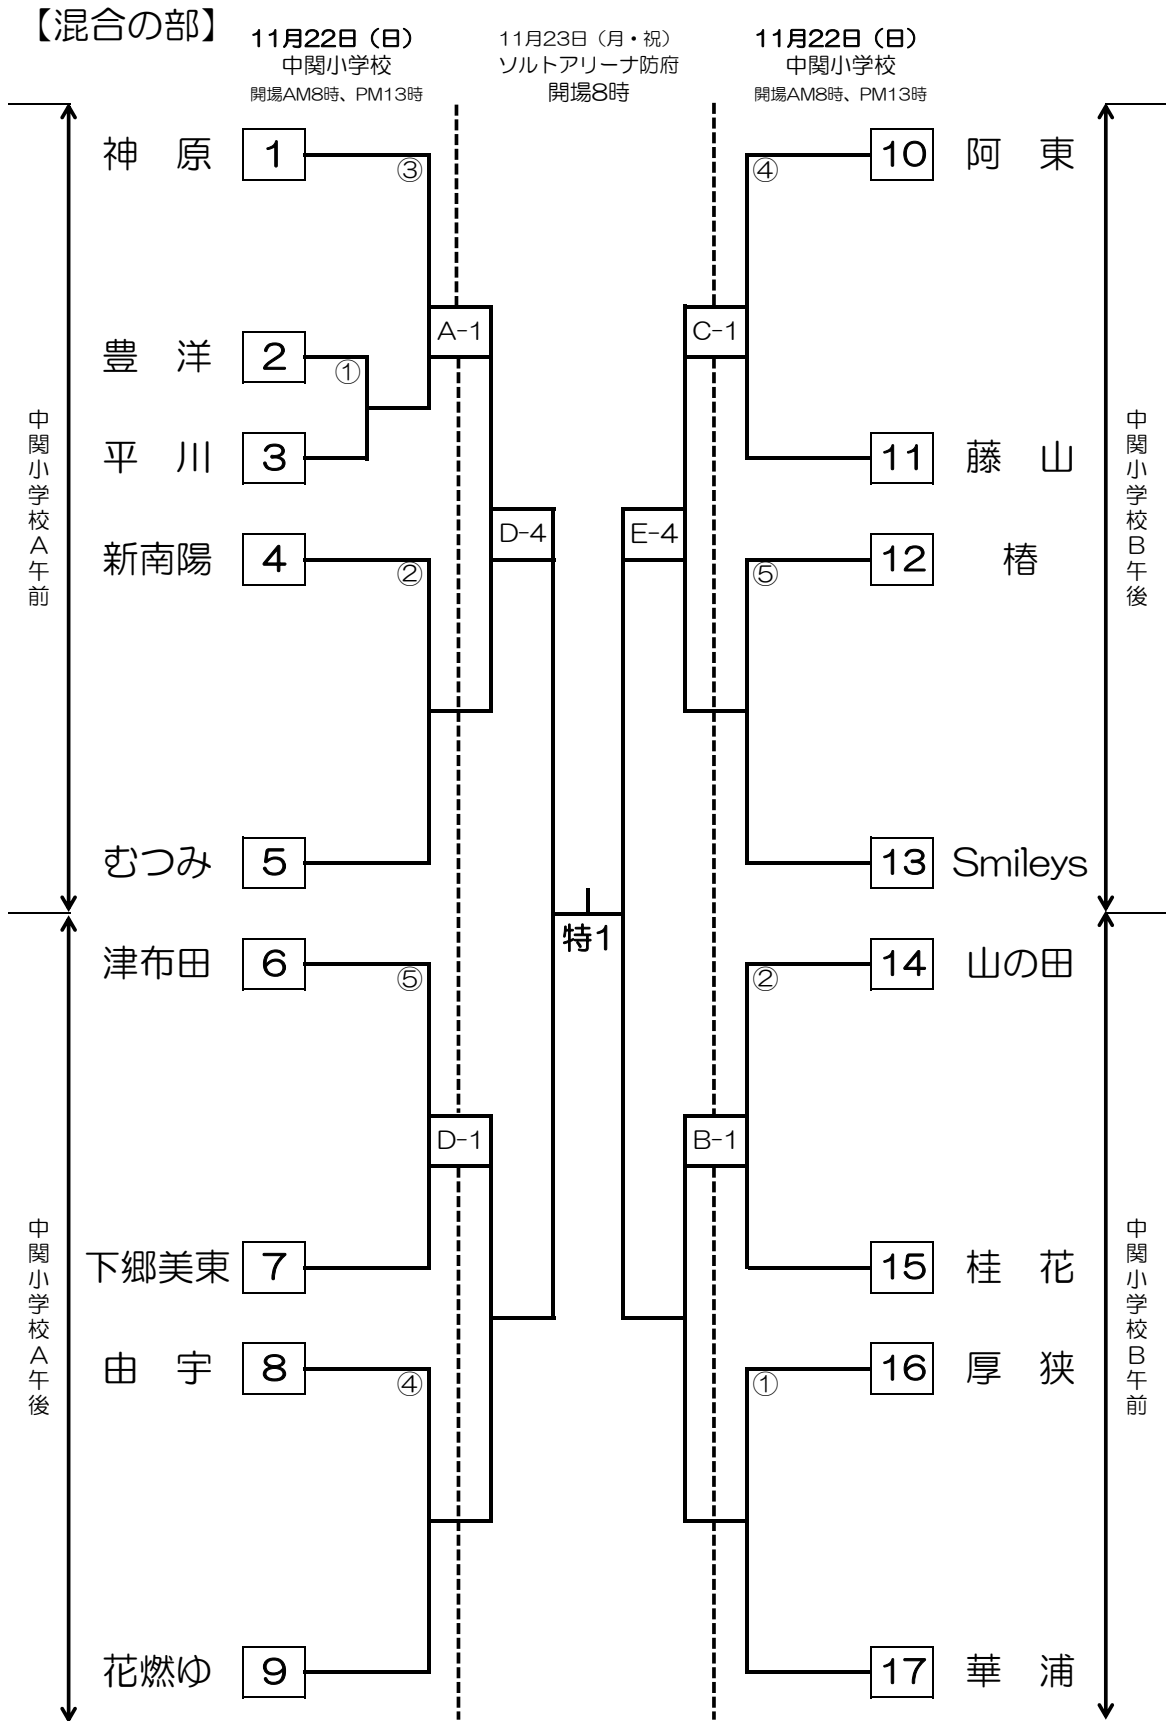 【混合の部】
11月22日（日）
中関小学校
開場AM8時、PM13時
11月23日（月・祝）
ソルトアリーナ防府
開場8時
11月22日（日）
中関小学校
開場AM8時、PM13時
神 原 1
③
10 阿 東
④
A-1
C-1
豊 洋 2
①
平 川 3
11 藤 山
中関小学校A午前
中関小学校B午後
D-4
E-4
新南陽 4
②
12 椿
⑤
むつみ 5
13 Smileys
特1
津布田 6
⑤
14 山の田
②
D-1
B-1
下郷美東 7
15 桂 花
中関小学校A午後
中関小学校B午前
由 宇 8
④
16 厚 狭
①
花燃ゆ 9
17 華 浦